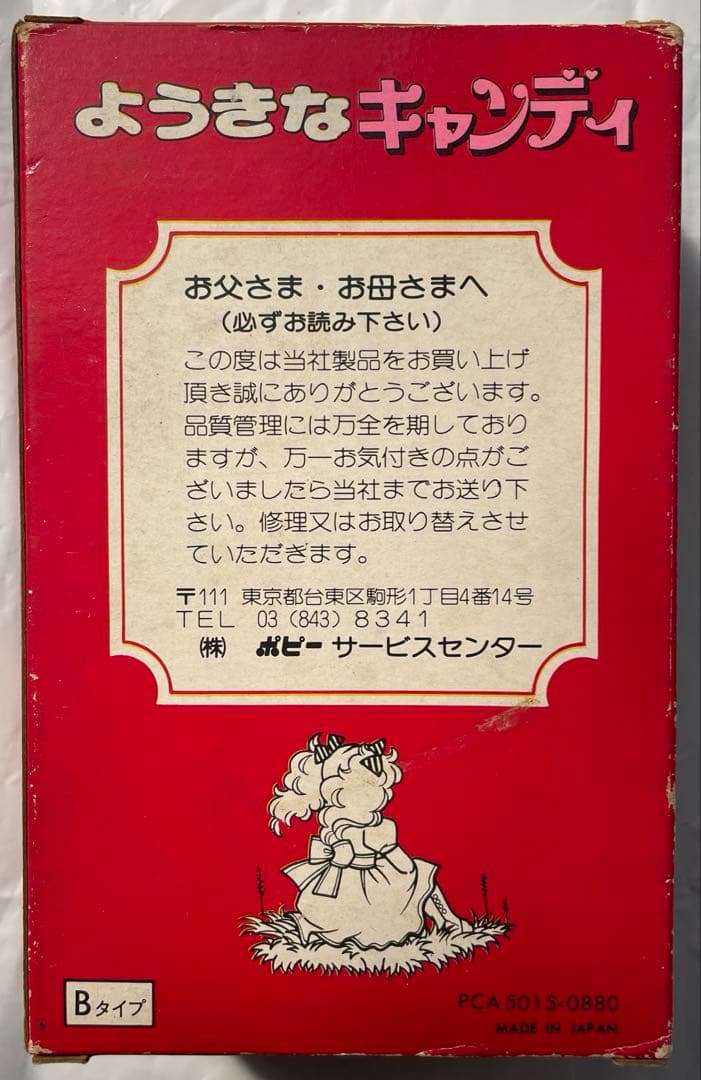 ようきなキャンディ
お父さま・お母さまへ
（必ずお読み下さい）
この度は当社製品をお買い上げ
頂き誠にありがとうございます。
品質管理には万全を期しており
ますが、万一お気付きの点がご
ざいましたら当社までお送り下
さい。修理又はお取り替えさせ
ていただきます。
〒111 東京都台東区駒形1丁目4番14号
TEL 03（843）8341
㈱ ポピーサービスセンター
Bタイプ
PCA 5015-0880
MADE IN JAPAN